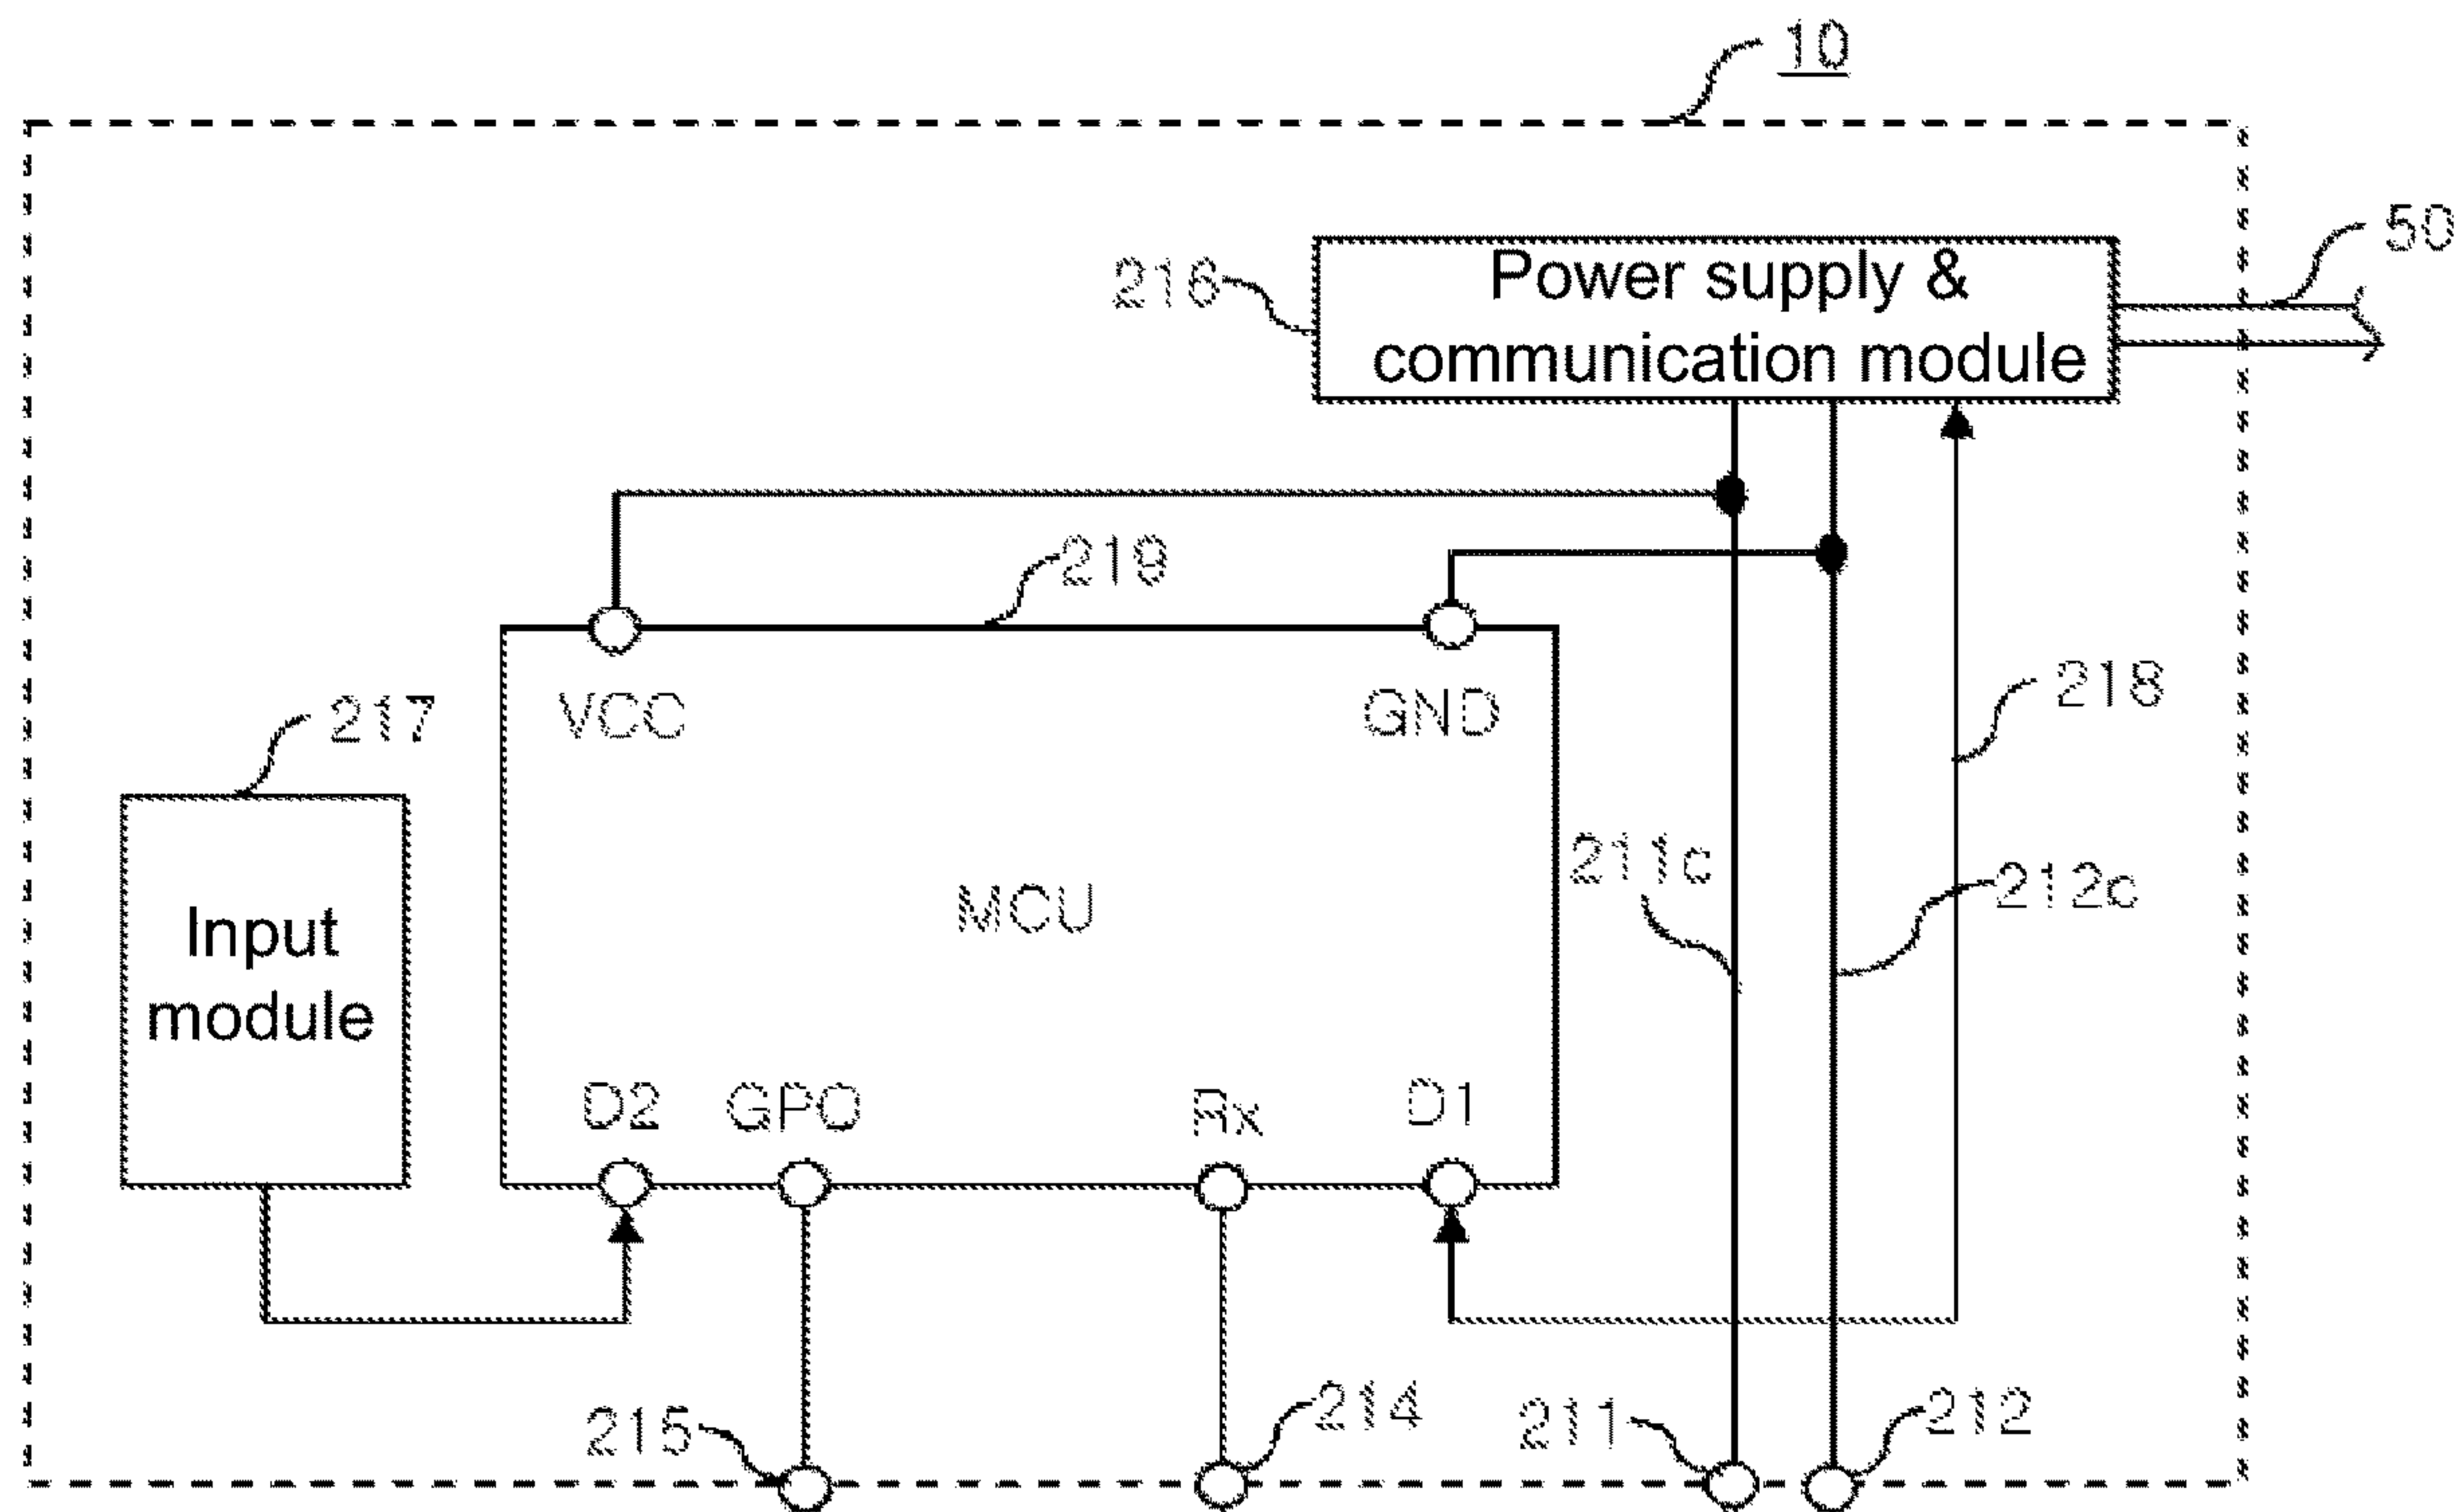 10
50
216
Power supply &
communication module
219
217
VCC
GND
218
211c
212c
Input
module
MCU
D2
GPO
Rx
D1
215
214
211
212